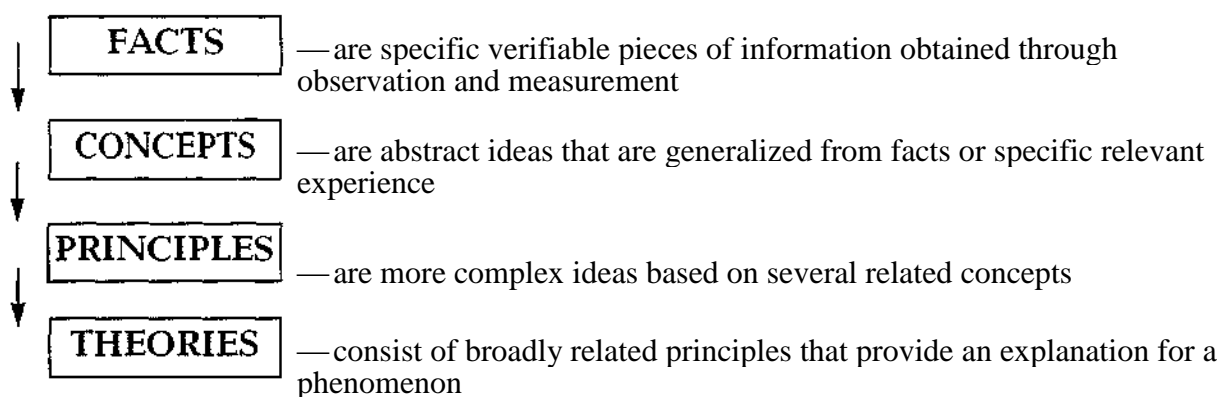 FACTS
—are specific verifiable pieces of information obtained through
observation and measurement
CONCEPTS
—are abstract ideas that are generalized from facts or specific relevant
experience
PRINCIPLES
—are more complex ideas based on several related concepts
THEORIES
—consist of broadly related principles that provide an explanation for a
phenomenon